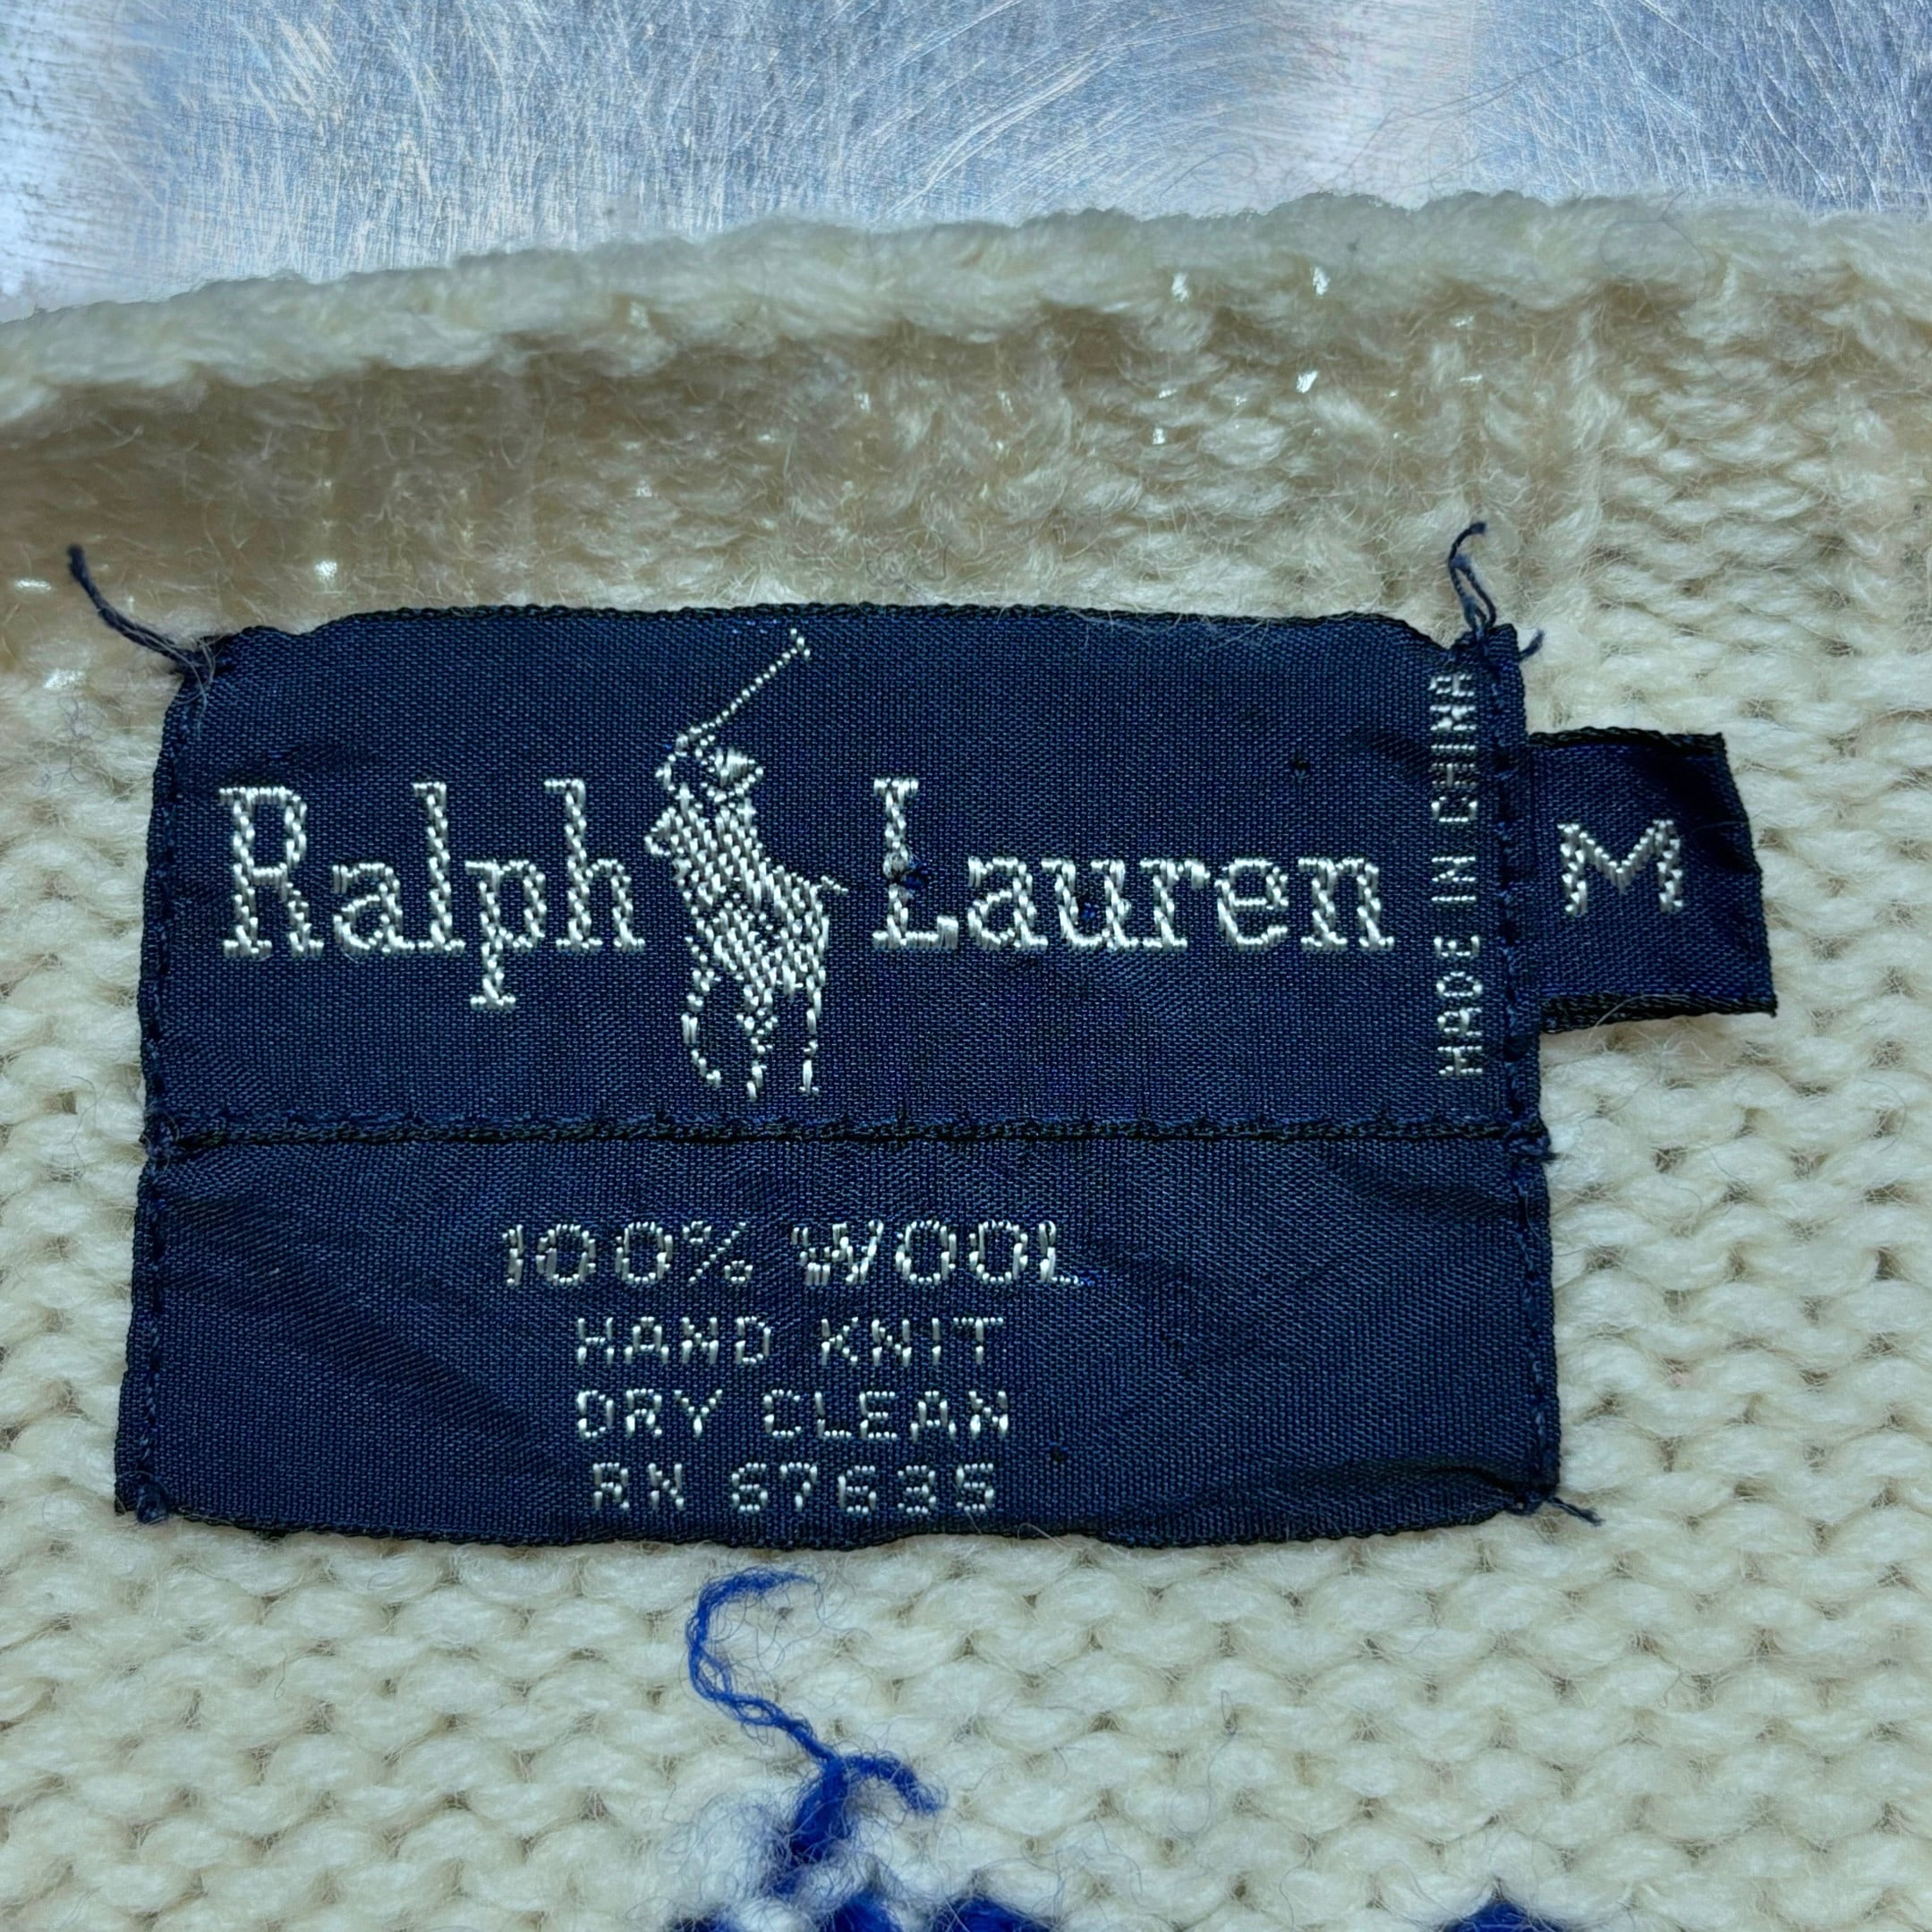 Ralph Lauren
MADE IN CHINA
M
100% WOOL
HAND KNIT
DRY CLEAN
RN 67635